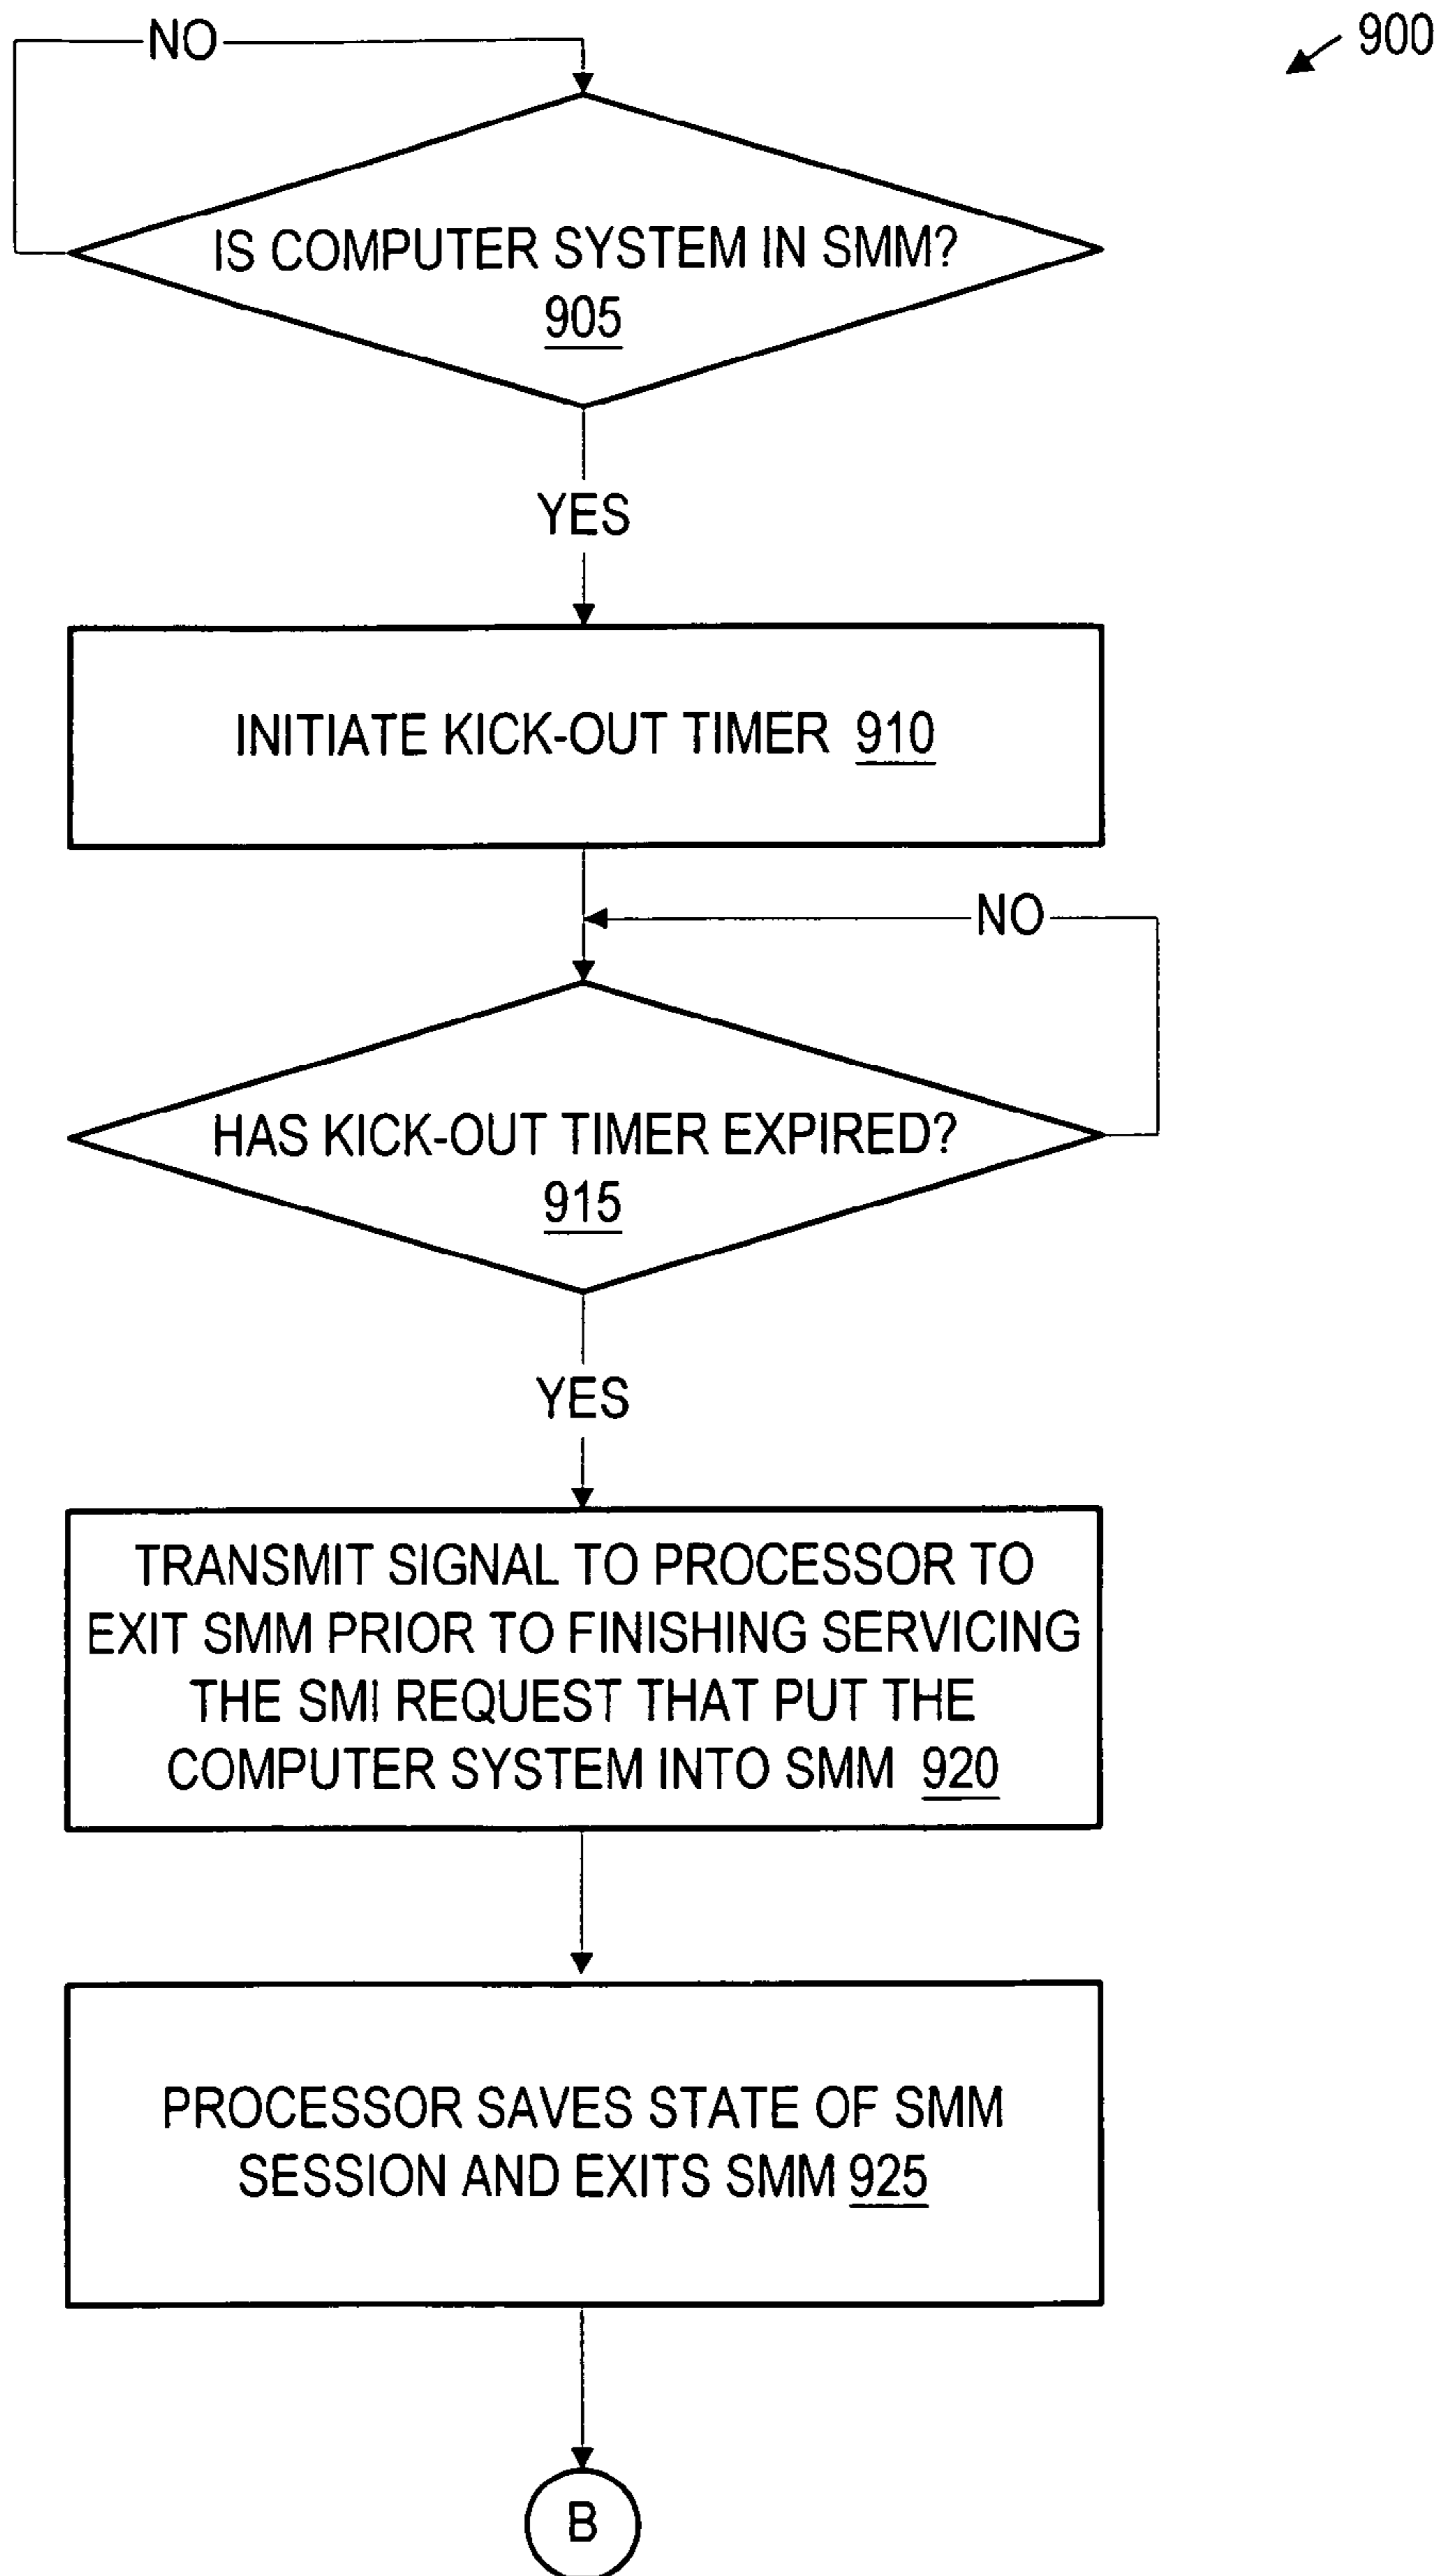 900
NO
IS COMPUTER SYSTEM IN SMM?
905
YES
INITIATE KICK-OUT TIMER 910
NO
HAS KICK-OUT TIMER EXPIRED?
915
YES
TRANSMIT SIGNAL TO PROCESSOR TO
EXIT SMM PRIOR TO FINISHING SERVICING
THE SMI REQUEST THAT PUT THE
COMPUTER SYSTEM INTO SMM 920
PROCESSOR SAVES STATE OF SMM
SESSION AND EXITS SMM 925
B